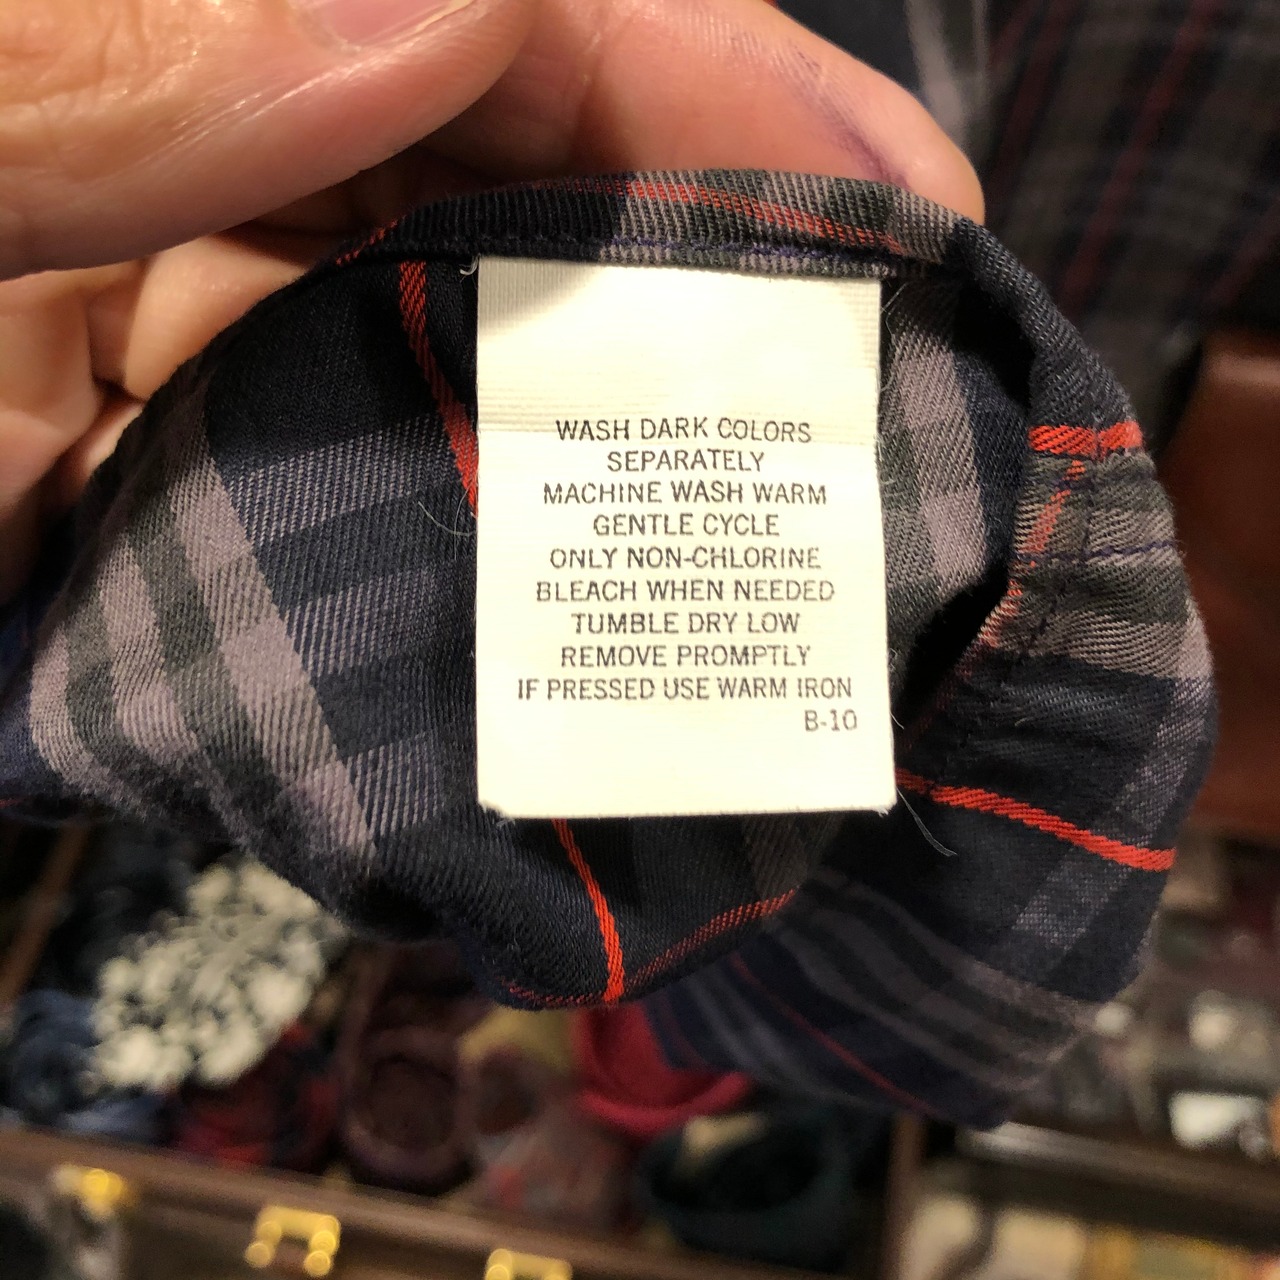 WASH DARK COLORS
SEPARATELY
MACHINE WASH WARM
GENTLE CYCLE
ONLY NON-CHLORINE
BLEACH WHEN NEEDED
TUMBLE DRY LOW
REMOVE PROMPTLY
IF PRESSED USE WARM IRON
B-10